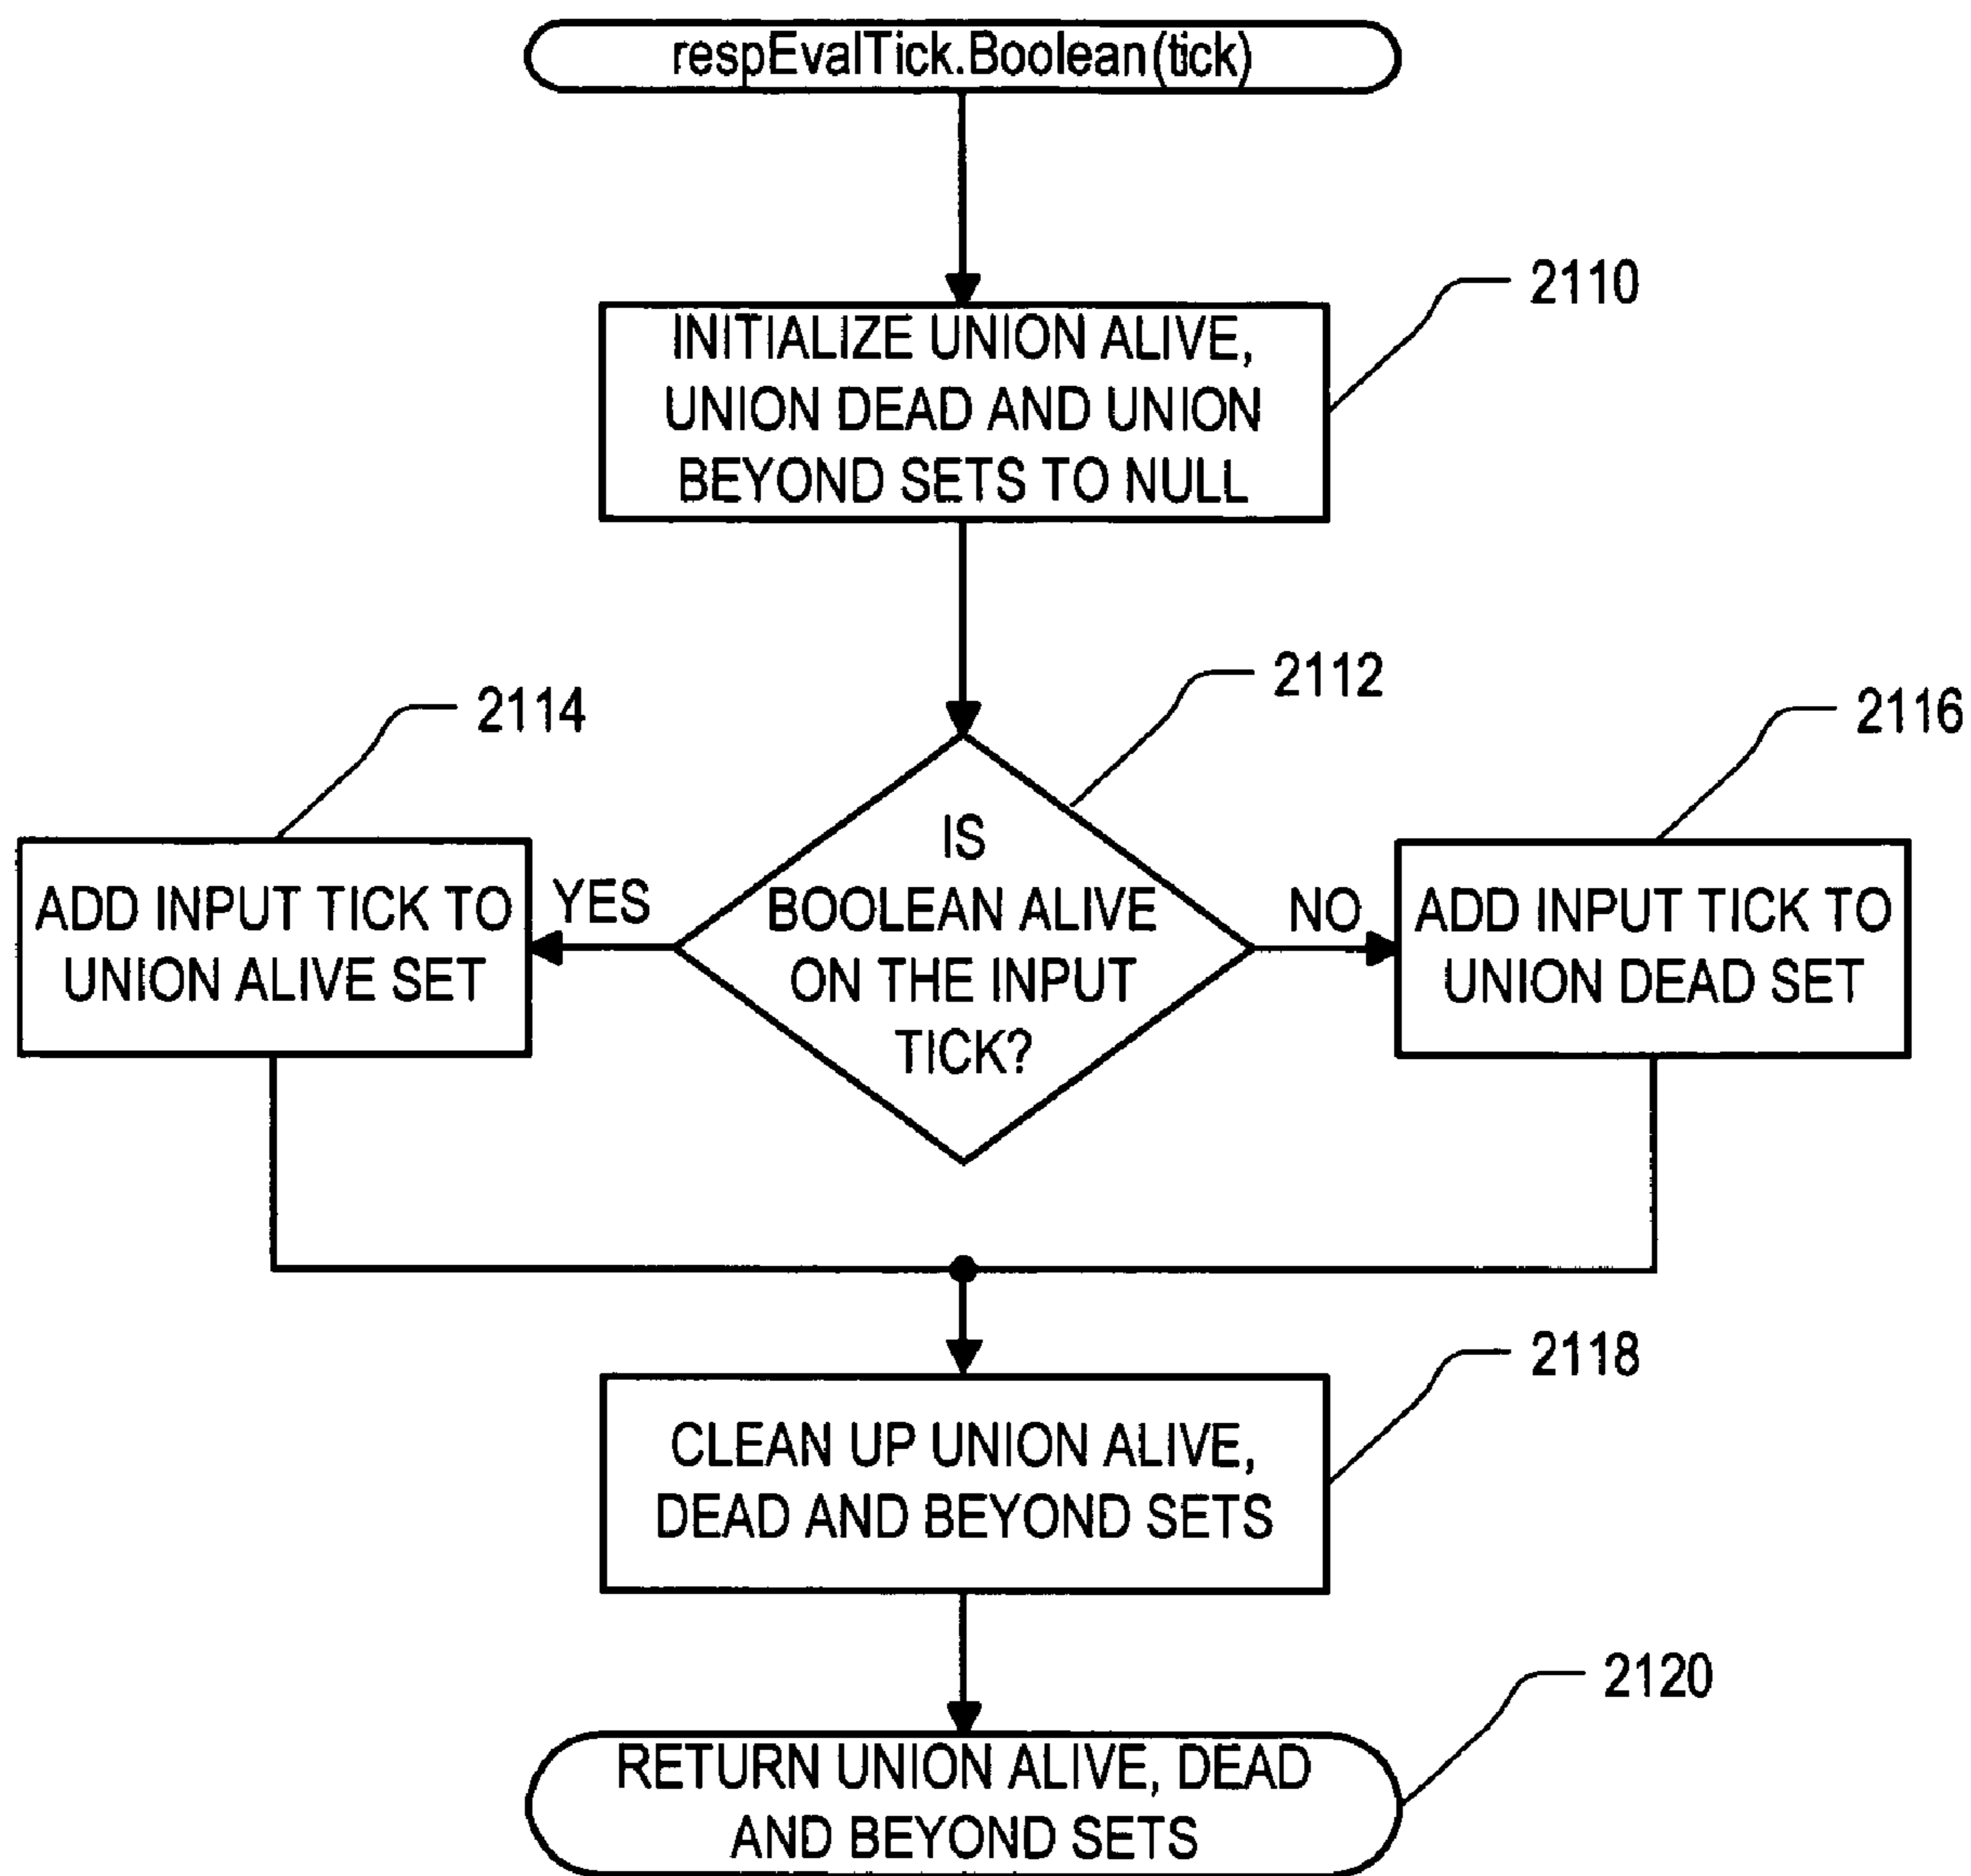 respEvalTick.Boolean(tick)
2110
INITIALIZE UNION ALIVE,
UNION DEAD AND UNION
BEYOND SETS TO NULL
2112
2114
2116
IS
BOOLEAN ALIVE
ON THE INPUT
TICK?
YES
NO
ADD INPUT TICK TO
UNION ALIVE SET
ADD INPUT TICK TO
UNION DEAD SET
2118
CLEAN UP UNION ALIVE,
DEAD AND BEYOND SETS
2120
RETURN UNION ALIVE, DEAD
AND BEYOND SETS